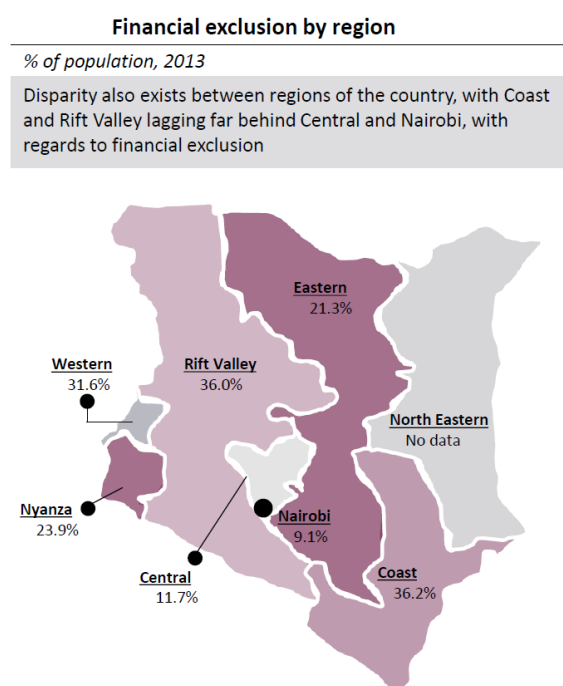 Financial exclusion by region
% of population, 2013
Disparity also exists between regions of the country, with Coast
and Rift Valley lagging far behind Central and Nairobi, with
regards to financial exclusion
Eastern
21.3%
Western
31.6%
Rift Valley
36.0%
North Eastern
No data
Nyanza
23.9%
Nairobi
9.1%
Central
11.7%
Coast
36.2%